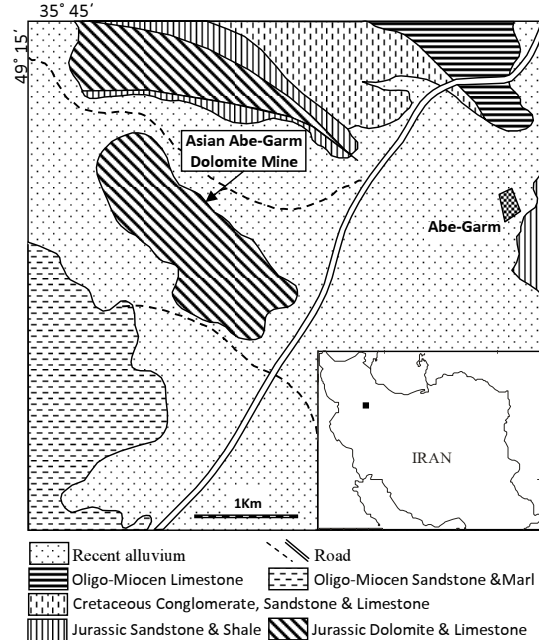 35° 45′
49° 15′
Asian Abe-Garm
Dolomite Mine
Abe-Garm
IRAN
1Km
Recent alluvium
Road
Oligo-Miocen Limestone
Oligo-Miocen Sandstone &Marl
Cretaceous Conglomerate, Sandstone & Limestone
Jurassic Sandstone & Shale
Jurassic Dolomite & Limestone